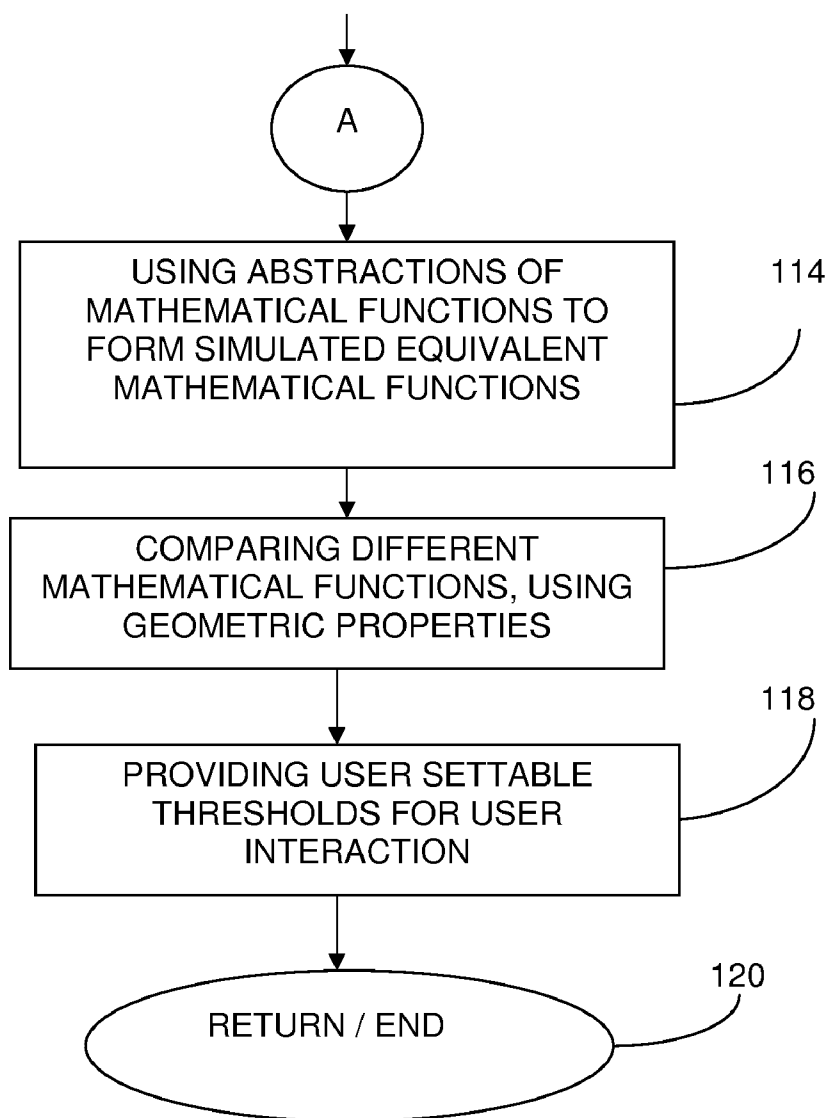 A
USING ABSTRACTIONS OF
MATHEMATICAL FUNCTIONS TO
FORM SIMULATED EQUIVALENT
MATHEMATICAL FUNCTIONS
114
116
COMPARING DIFFERENT
MATHEMATICAL FUNCTIONS, USING
GEOMETRIC PROPERTIES
118
PROVIDING USER SETTABLE
THRESHOLDS FOR USER
INTERACTION
120
RETURN / END